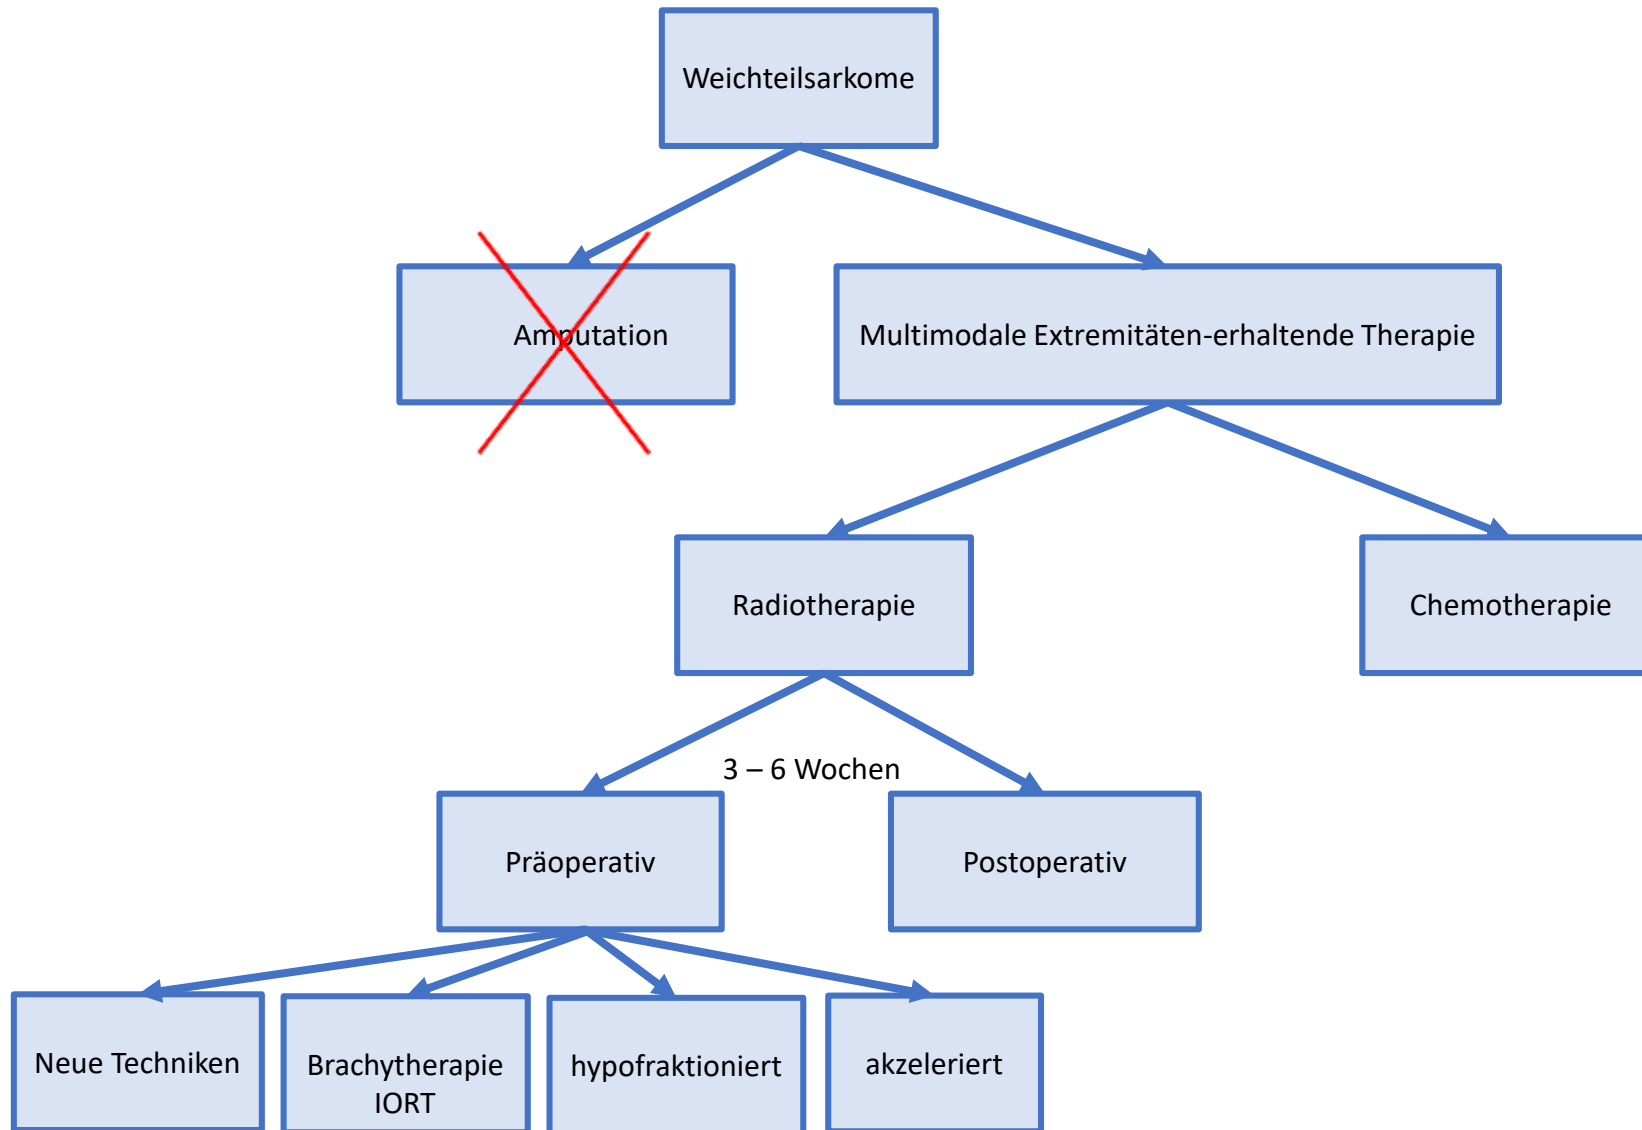 Weichteilsarkome
Amputation
Multimodale Extremitäten-erhaltende Therapie
Radiotherapie
Chemotherapie
3 – 6 Wochen
Präoperativ
Postoperativ
Neue Techniken
Brachytherapie
IORT
hypofraktioniert
akzeleriert